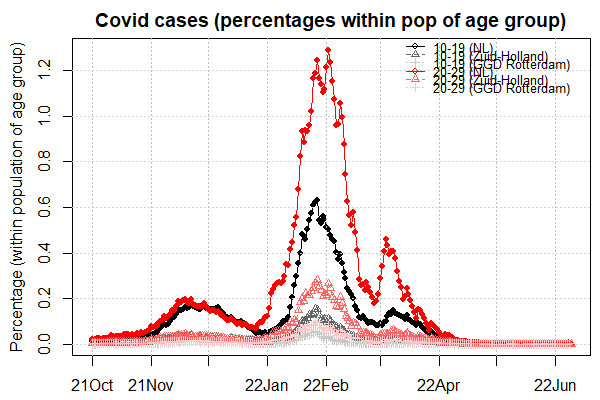 Covid cases (percentages within pop of age group)
10-19 (NL)
10-19 (Zuid-Holland)
10-19 (GGD Rotterdam)
20-29 (NL)
20-29 (Zuid-Holland)
20-29 (GGD Rotterdam)
Percentage (within population of age group)
1.2
1.0
0.8
0.6
0.4
0.2
0.0
21Oct 21Nov 22Jan 22Feb 22Apr 22Jun